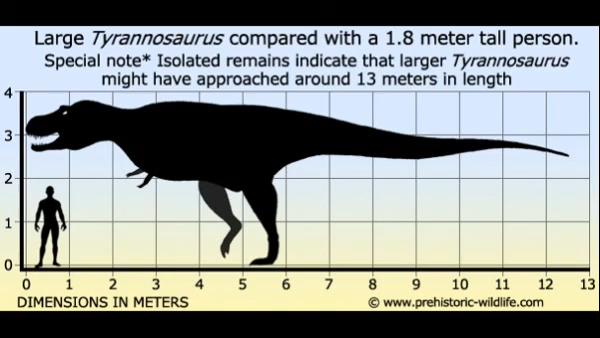 Large Tyrannosaurus compared with a 1.8 meter tall person.
Special note* Isolated remains indicate that larger Tyrannosaurus
might have approached around 13 meters in length
4
3
2
1
0
0 1 2 3 4 5 6 7 8 9 10 11 12 13
DIMENSIONS IN METERS © www.prehistoric-wildlife.com